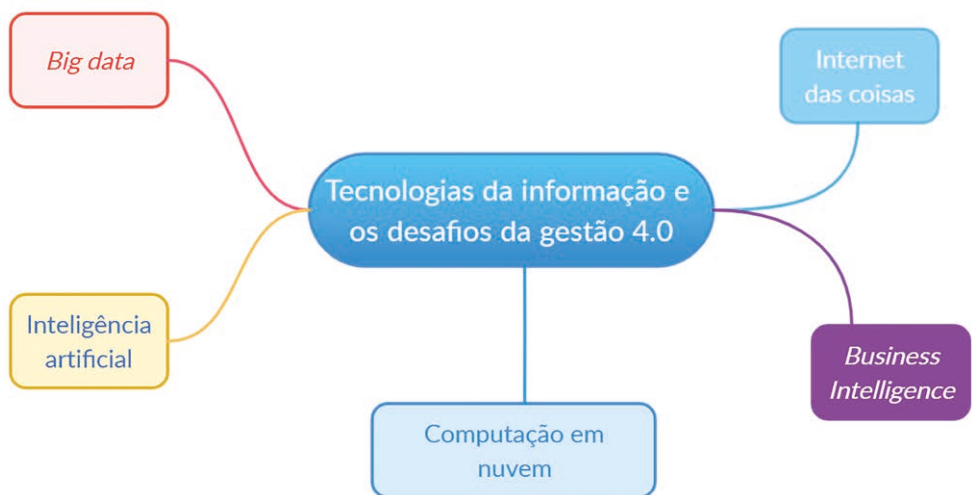 Big data
Internet
das coisas
Tecnologias da informação e
os desafios da gestão 4.0
Inteligência
artificial
Business
Intelligence
Computação em
nuvem